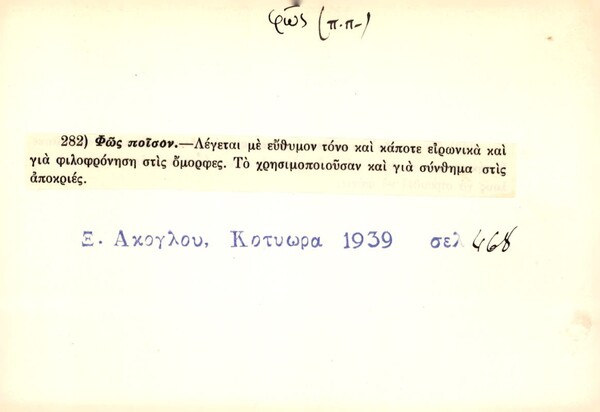 φῶς (π.π-)
282) Φῶς ποῖσον.—Λέγεται μὲ εὔθυμον τόνο καὶ κάποτε εἰρωνικὰ καὶ
γιὰ φιλοφρόνηση στὶς ὄμορφες. Τὸ χρησιμοποιοῦσαν καὶ γιὰ σύνθημα στὶς
ἀποκριές.
Ξ. Ακογλου, Κοτυωρα 1939 σελ 468